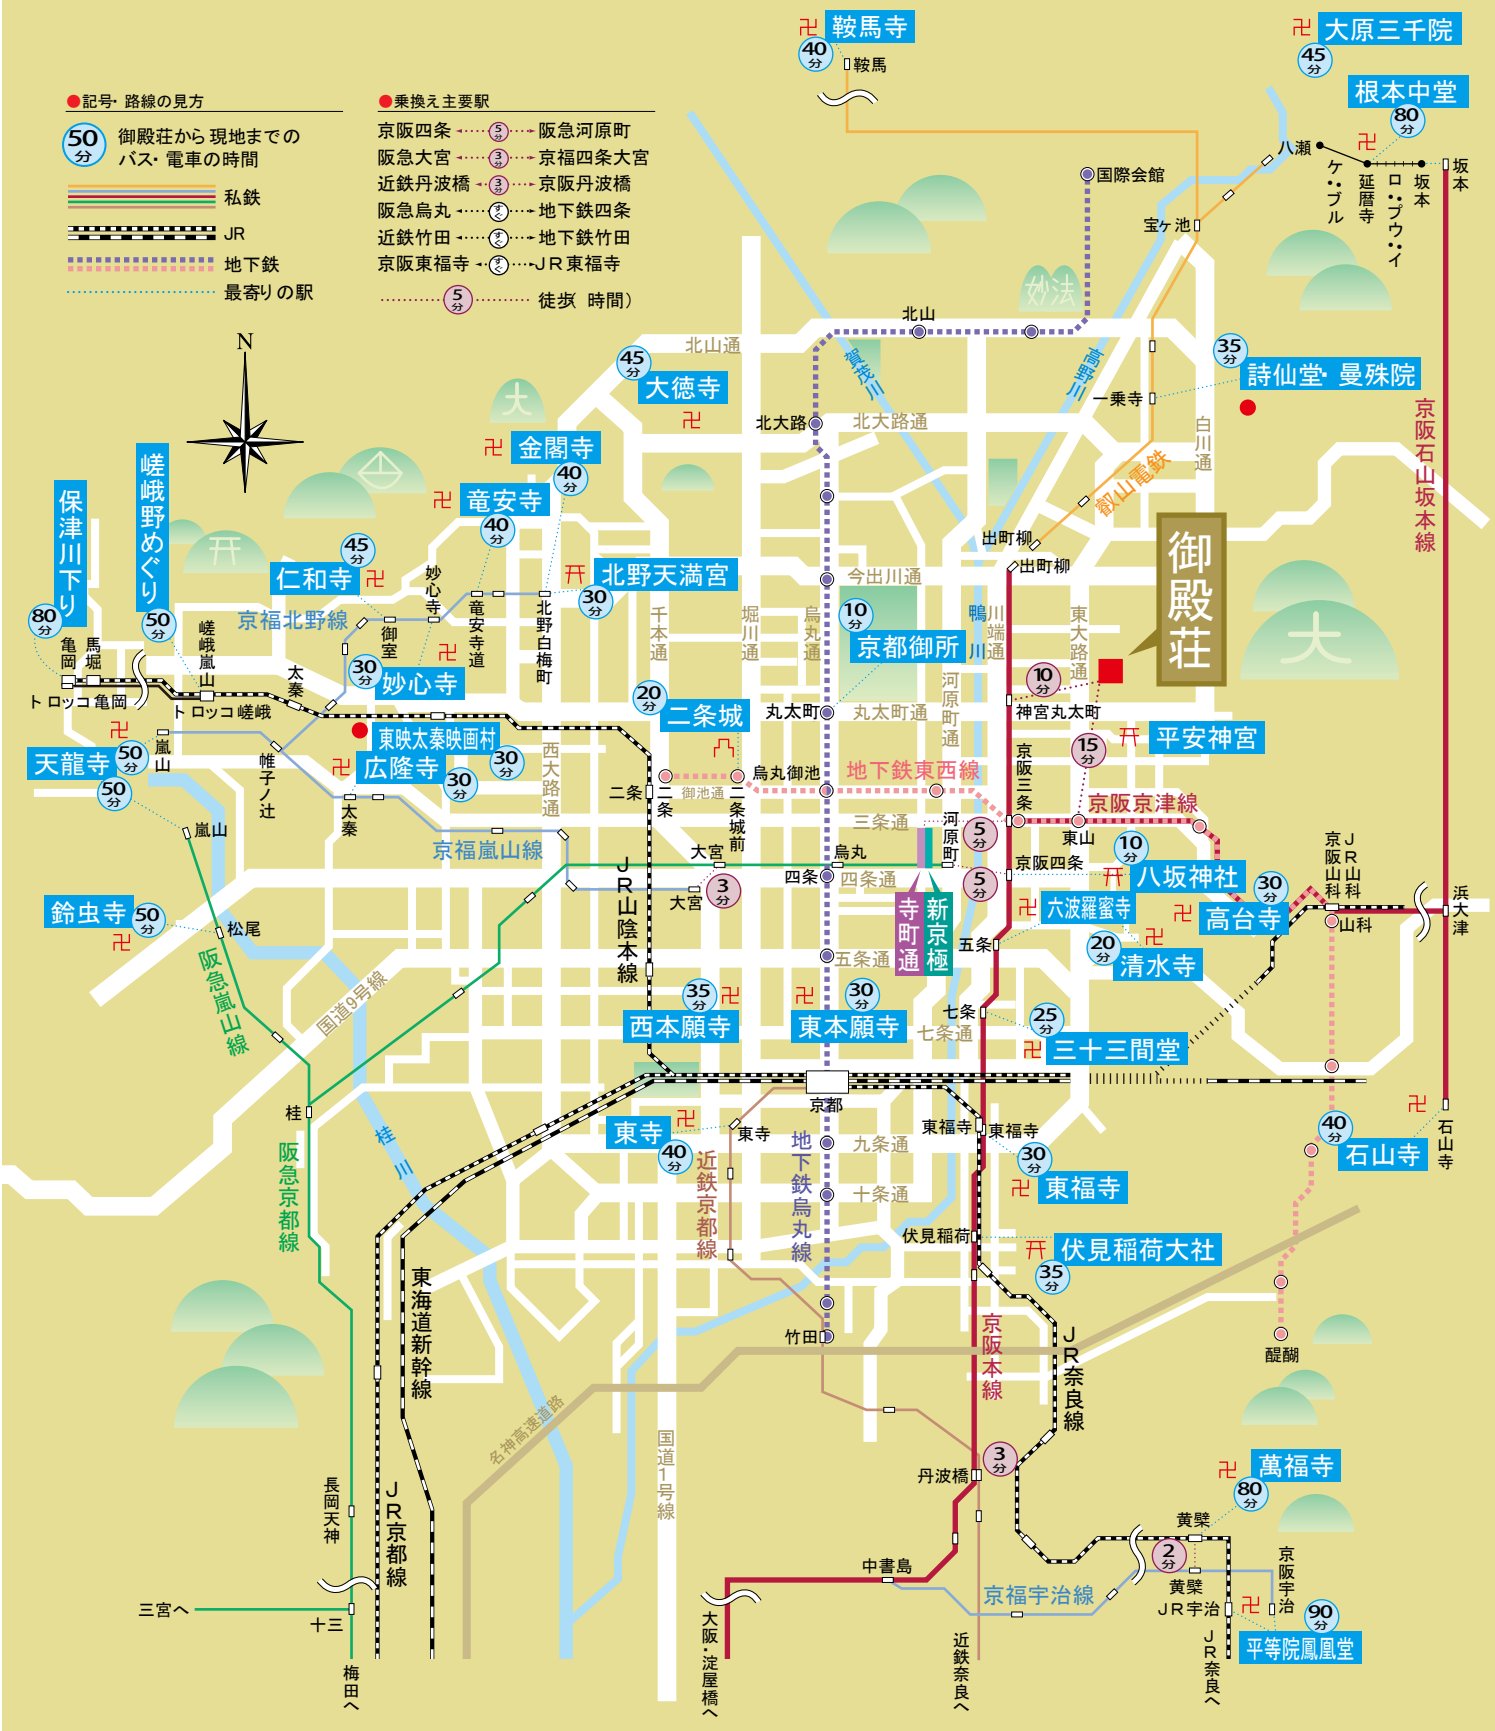 鞍馬寺
40分
鞍馬
大原三千院
45分
根本中堂
80分
●記号・路線の見方
50分
御殿荘から現地までの
バス・電車の時間
私鉄
JR
地下鉄
最寄りの駅
●乗換え主要駅
京阪四条 5分 阪急河原町
阪急大宮 3分 京福四条大宮
近鉄丹波橋 3分 京阪丹波橋
阪急烏丸 すぐ 地下鉄四条
近鉄竹田 すぐ 地下鉄竹田
京阪東福寺 すぐ JR東福寺
5分 徒歩(時間)
八瀬
ケーブル
延暦寺
ロープウェイ
坂本
坂本
国際会館
宝ヶ池
妙法
N
北山
北山通
賀茂川
高野川
45分
大徳寺
35分
詩仙堂・曼殊院
一乗寺
白川通
京阪石山坂本線
大
北大路
北大路通
金閣寺
40分
竜安寺
40分
叡山電鉄
嵯峨野めぐり
50分
保津川下り
80分
45分
仁和寺
妙心寺
出町柳
出町柳
御殿荘
北野天満宮
30分
今出川通
京福北野線
御室
竜安寺道
北野白梅町
千本通
堀川通
烏丸通
10分
京都御所
鴨川
川端通
東大路通
大
亀岡
馬堀
嵯峨嵐山
太秦
30分
妙心寺
トロッコ亀岡
トロッコ嵯峨
20分
二条城
丸太町
丸太町通
河原町通
10分
神宮丸太町
15分
平安神宮
天龍寺
50分
50分
嵐山
帷子ノ辻
東映太秦映画村
30分
広隆寺
30分
西大路通
太秦
二条
二条
御池通
二条城前
烏丸御池
地下鉄東西線
京阪三条
京阪京津線
東山
嵐山
京福嵐山線
三条通
河原町
5分
大宮
烏丸
京阪四条
10分
八坂神社
京阪山科
JR山科
浜大津
大宮
3分
四条
四条通
5分
六波羅蜜寺
30分
高台寺
山科
鈴虫寺
50分
松尾
JR山陰本線
寺町通
新京極
五条
五条通
20分
清水寺
阪急嵐山線
国道9号線
35分
西本願寺
30分
東本願寺
七条
七条通
25分
三十三間堂
桂
京都
東寺
40分
東寺
桂川
九条通
東福寺
東福寺
30分
東福寺
40分
石山寺
石山寺
阪急京都線
近鉄京都線
地下鉄烏丸線
十条通
伏見稲荷
伏見稲荷大社
35分
東海道新幹線
竹田
京阪本線
JR奈良線
醍醐
名神高速道路
国道1号線
長岡天神
JR京都線
丹波橋
3分
萬福寺
80分
黄檗
2分
黄檗
京阪宇治
中書島
京福宇治線
JR宇治
90分
平等院鳳凰堂
三宮へ
十三
梅田へ
大阪・淀屋橋へ
近鉄奈良へ
JR奈良へ